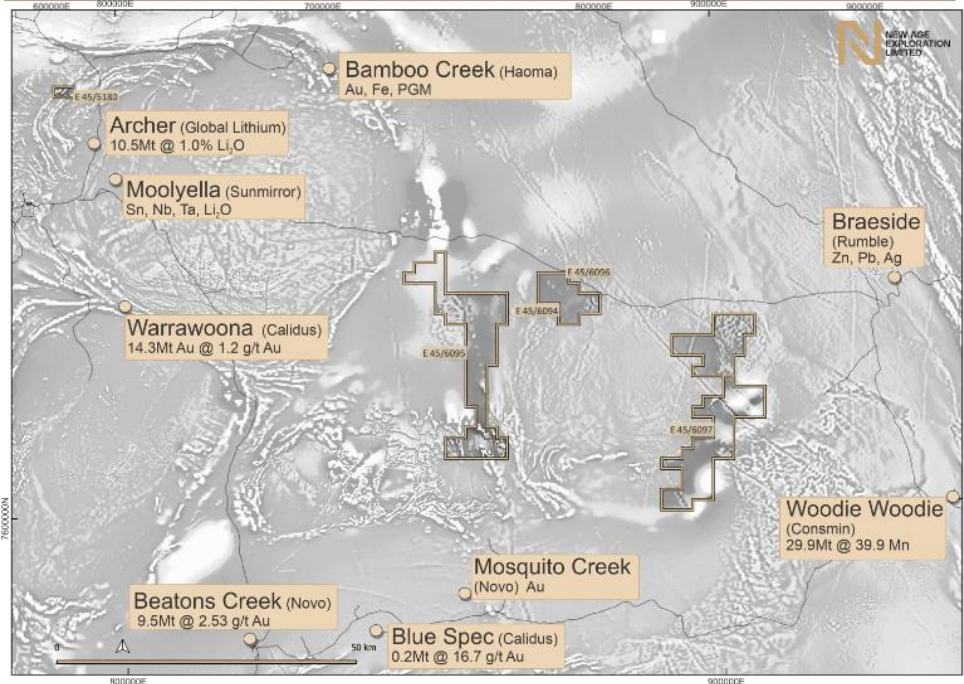 600000E
800000E
700000E
800000E
900000E
900000E
NEW AGE
EXPLORATION
LIMITED
Bamboo Creek (Haoma)
Au, Fe, PGM
E 45/5180
Archer (Global Lithium)
10.5Mt @ 1.0% Li₂O
Moolyella (Sunmirror)
Sn, Nb, Ta, Li₂O
Braeside
(Rumble)
Zn, Pb, Ag
E 45/6096
E 45/6094
Warrawoona (Calidus)
14.3Mt Au @ 1.2 g/t Au
E 45/6095
E 45/6097
7600000N
Woodie Woodie
(Consmin)
29.9Mt @ 39.9 Mn
Mosquito Creek
(Novo) Au
Beatons Creek (Novo)
9.5Mt @ 2.53 g/t Au
Blue Spec (Calidus)
0.2Mt @ 16.7 g/t Au
0
50 km
800000E
900000E